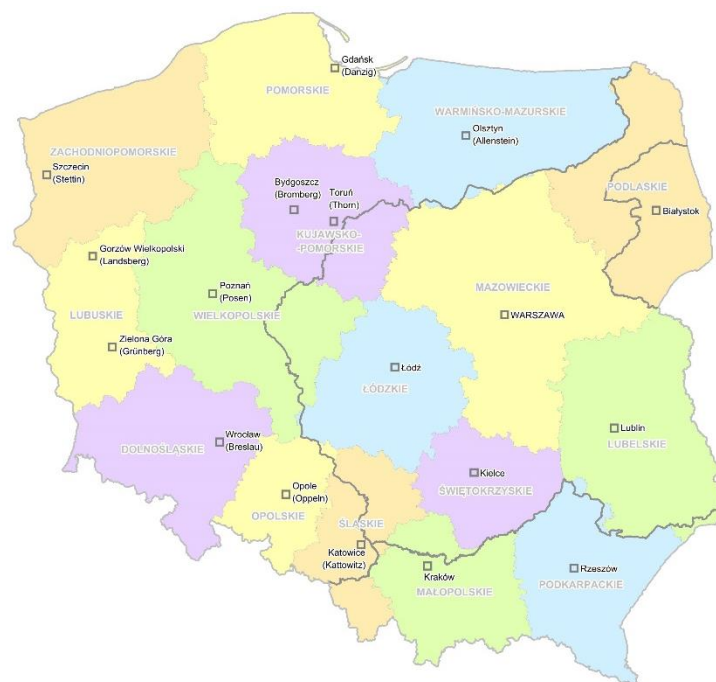 Gdańsk
(Danzig)
POMORSKIE
WARMIŃSKO-MAZURSKIE
Olsztyn
(Allenstein)
ZACHODNIOPOMORSKIE
Szczecin
(Stettin)
PODLASKIE
Białystok
Bydgoszcz
(Bromberg)
Toruń
(Thorn)
KUJAWSKO-
-POMORSKIE
Gorzów Wielkopolski
(Landsberg)
Poznań
(Posen)
WIELKOPOLSKIE
MAZOWIECKIE
WARSZAWA
LUBUSKIE
Zielona Góra
(Grünberg)
Łódź
ŁÓDZKIE
Wrocław
(Breslau)
DOLNOŚLĄSKIE
Lublin
LUBELSKIE
Kielce
ŚWIĘTOKRZYSKIE
Opole
(Oppeln)
OPOLSKIE
ŚLĄSKIE
Katowice
(Kattowitz)
Kraków
MAŁOPOLSKIE
Rzeszów
PODKARPACKIE